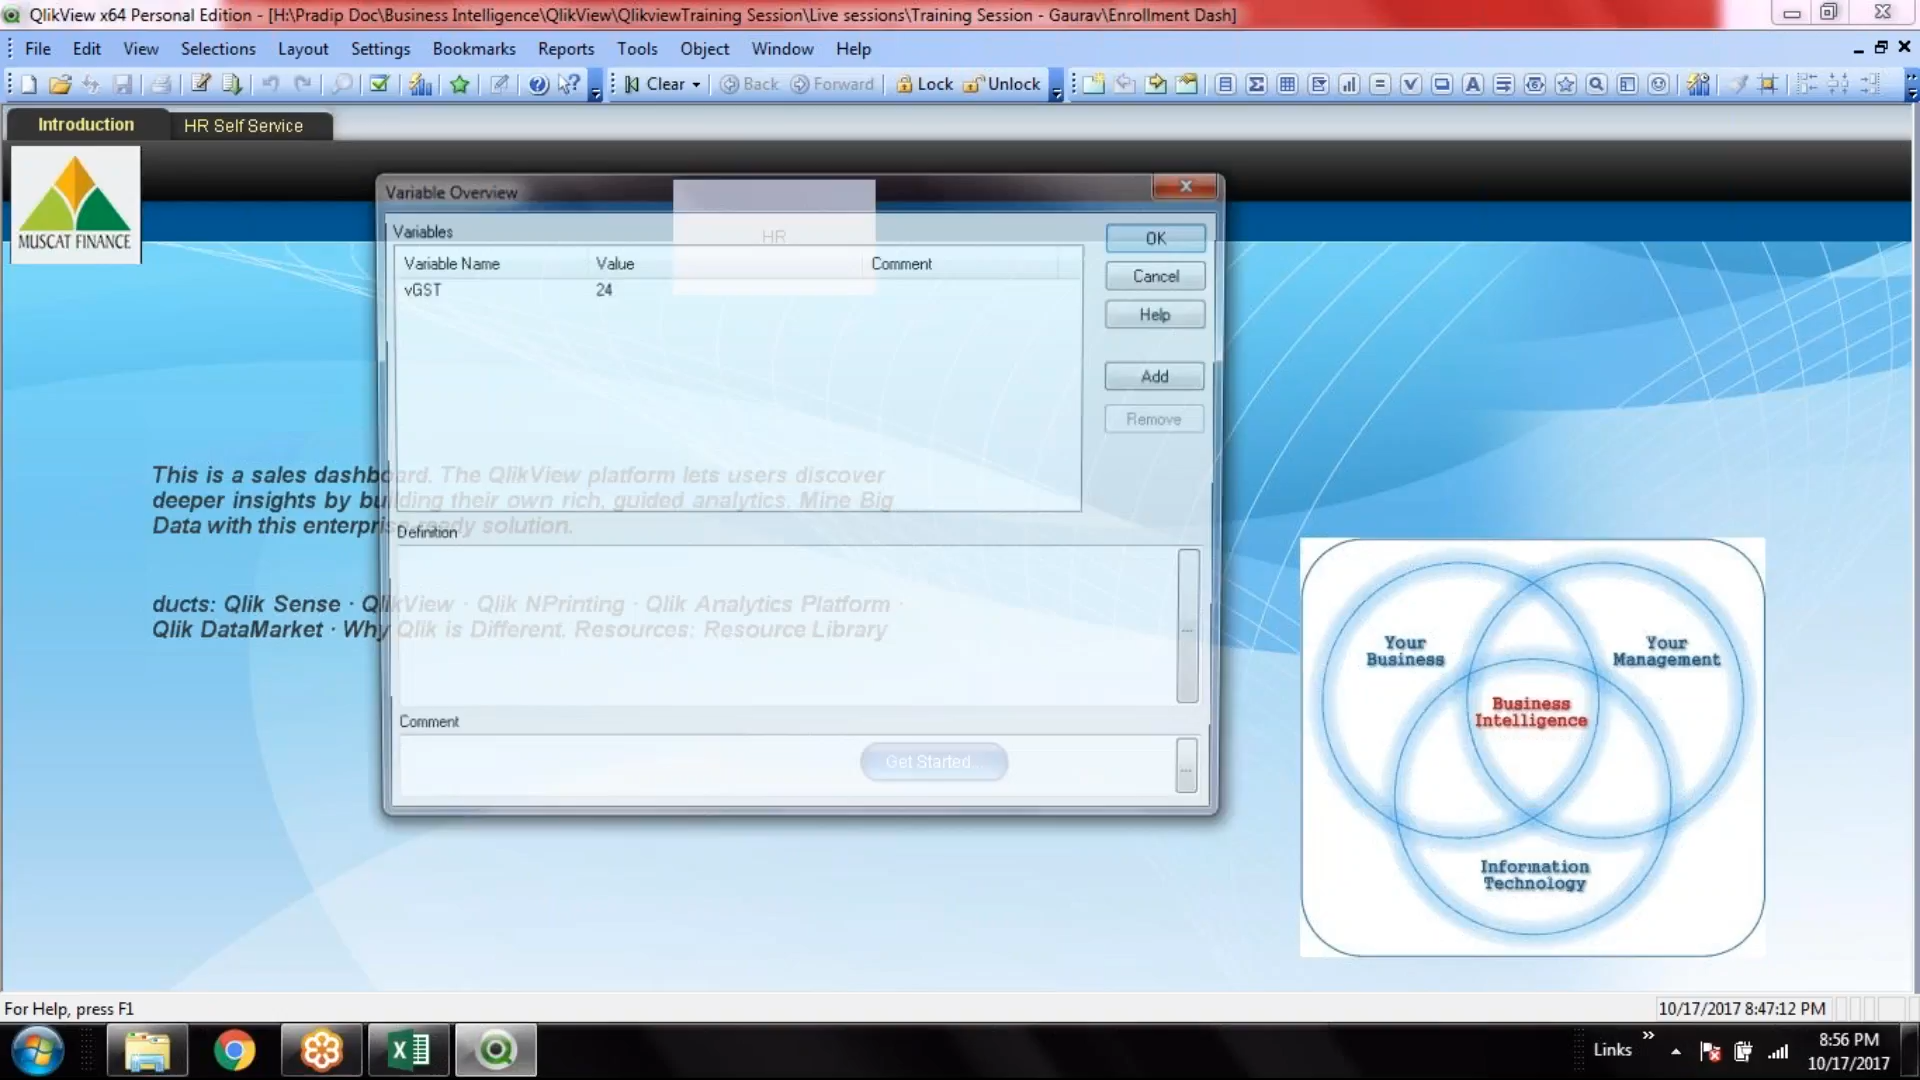 QlikView x64 Personal Edition - [H:\Pradip Doc\Business Intelligence\QlikView\QlikviewTraining Session\Live sessions\Training Session - Gaurav\Enrollment Dash]
File Edit View Selections Layout Settings Bookmarks Reports Tools Object Window Help
Clear Back Forward Lock Unlock
Introduction HR Self Service
MUSCAT FINANCE
Variable Overview
HR
Variables
Variable Name Value Comment
vGST 24
OK
Cancel
Help
Add
Remove
This is a sales dashboard. The QlikView platform lets users discover
deeper insights by building their own rich, guided analytics. Mine Big
Data with this enterprise-ready solution.
Definition
ducts: Qlik Sense · QlikView · Qlik NPrinting · Qlik Analytics Platform ·
Qlik DataMarket · Why Qlik is Different. Resources: Resource Library
Comment
Get Started...
Your
Business
Your
Management
Business
Intelligence
Information
Technology
For Help, press F1
10/17/2017 8:47:12 PM
Links
8:56 PM
10/17/2017